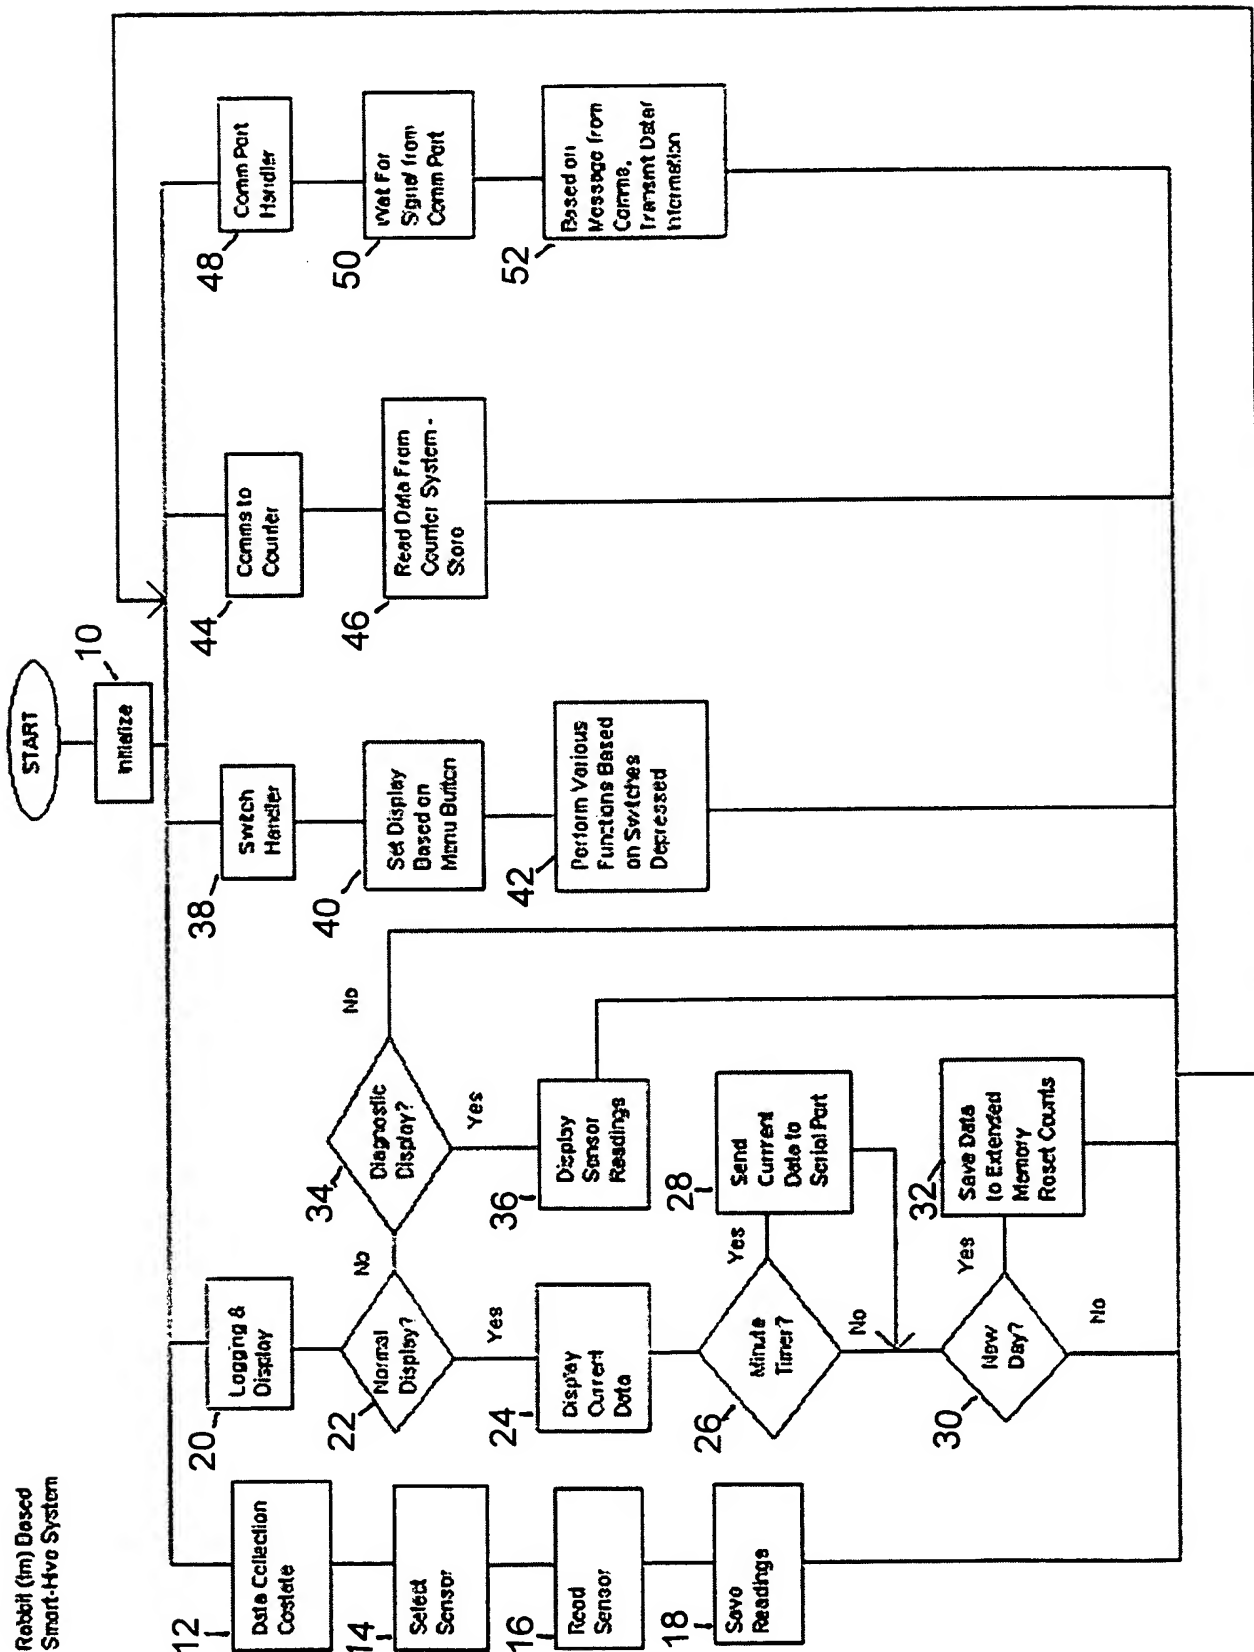 Rabbit (tm) Based
Smart-Hive System
START
Initialize
10
12
Data Collection
Costate
14
Select
Sensor
16
Read
Sensor
18
Save
Readings
20
Logging &
Display
22
Normal
Display?
No
Yes
24
Display
Current
Data
26
Minute
Timer?
Yes
No
28
Send
Current
Data to
Serial Port
30
New
Day?
Yes
No
32
Save Data
to Extended
Memory
Reset Counts
34
Diagnostic
Display?
No
Yes
36
Display
Sensor
Readings
38
Switch
Handler
40
Set Display
Based on
Menu Button
42
Perform Various
Functions Based
on Switches
Depressed
44
Comms to
Counter
46
Read Data From
Counter System -
Store
48
Comm Port
Handler
50
Wait For
Signal from
Comm Port
52
Based on
Message from
Comms,
Transmit Data/
Information